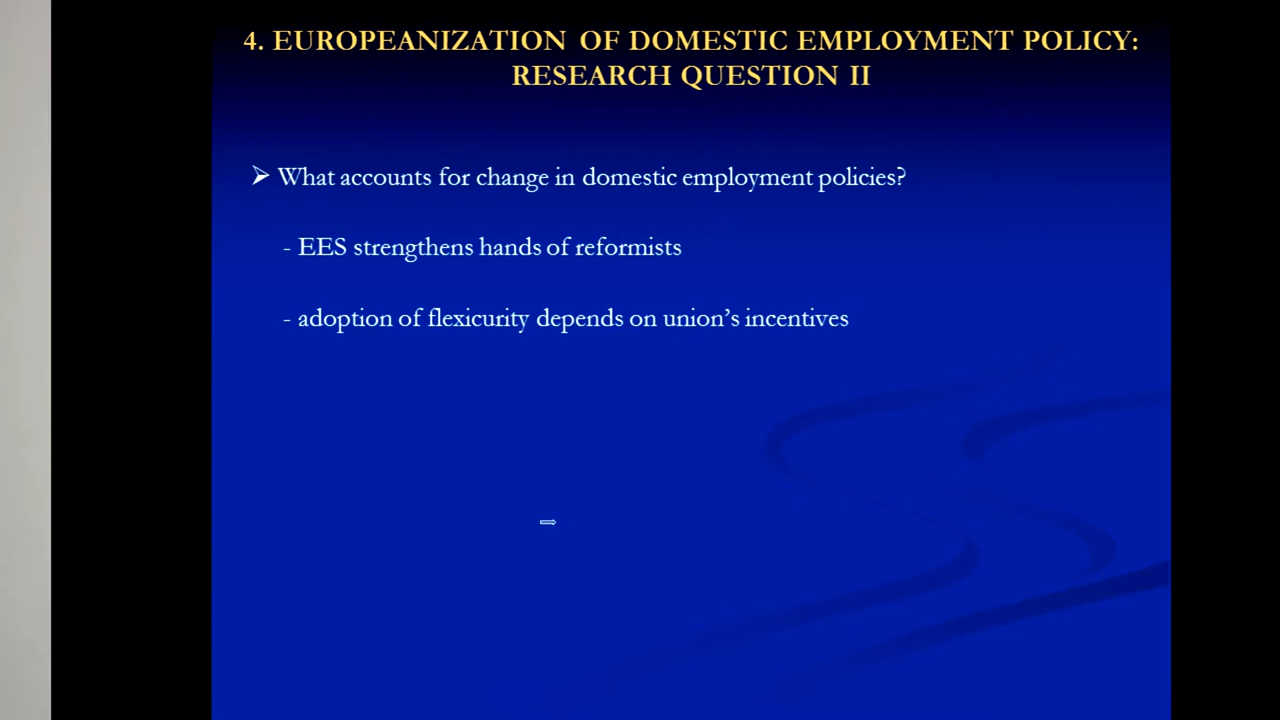 4. EUROPEANIZATION OF DOMESTIC EMPLOYMENT POLICY:
RESEARCH QUESTION II
➢ What accounts for change in domestic employment policies?
- EES strengthens hands of reformists
- adoption of flexicurity depends on union’s incentives